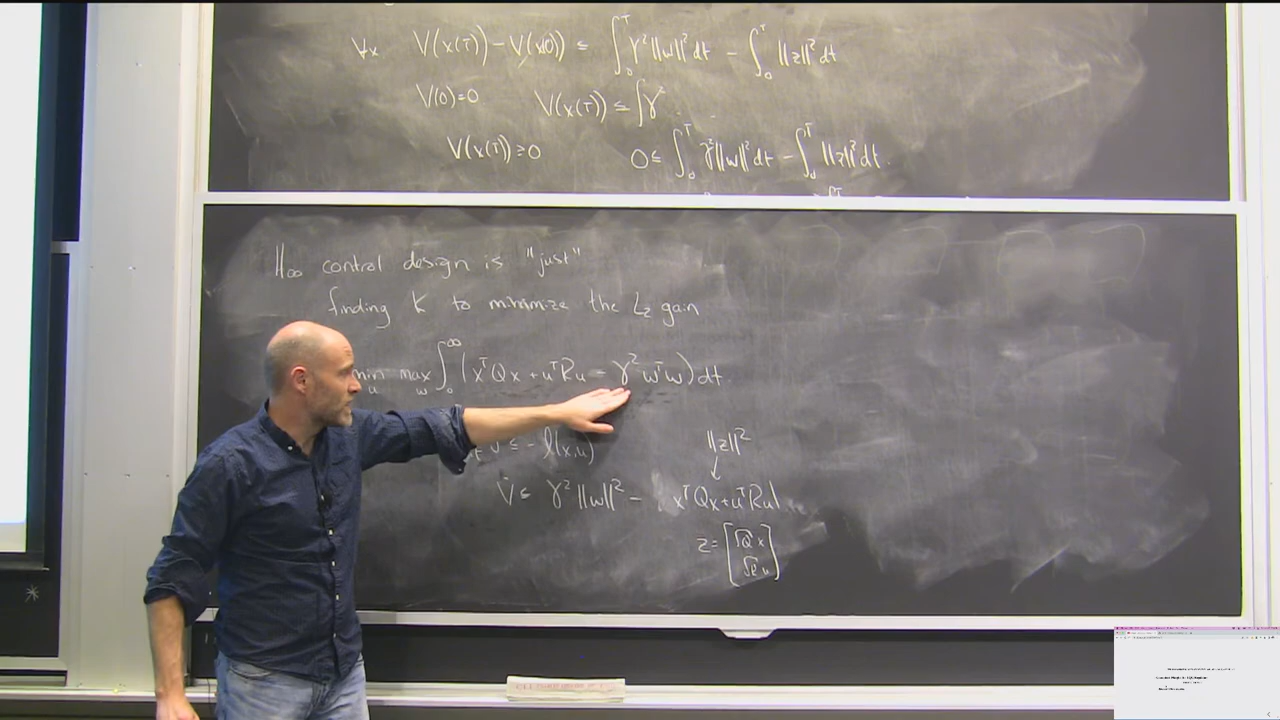 ∀x V(x(T)) - V(x(0)) ≤ ∫₀ᵀ γ²||w||² dt - ∫₀ᵀ ||z||² dt
V(0)=0 V(x(T)) ≤ ∫γ²
V(x(T)) ≥ 0 0 ≤ ∫₀ᵀ γ²||w||² dt - ∫₀ᵀ ||z||² dt
H∞ control design is "just"
finding K to minimize the L₂ gain
min u max w ∫₀^∞ (xᵀQx + uᵀRu - γ² wᵀw) dt
≤ - ℓ(x,u) ||z||²
↓
V̇ ≤ γ²||w||² - xᵀQx + uᵀRu
z = [√Q x
√R u]